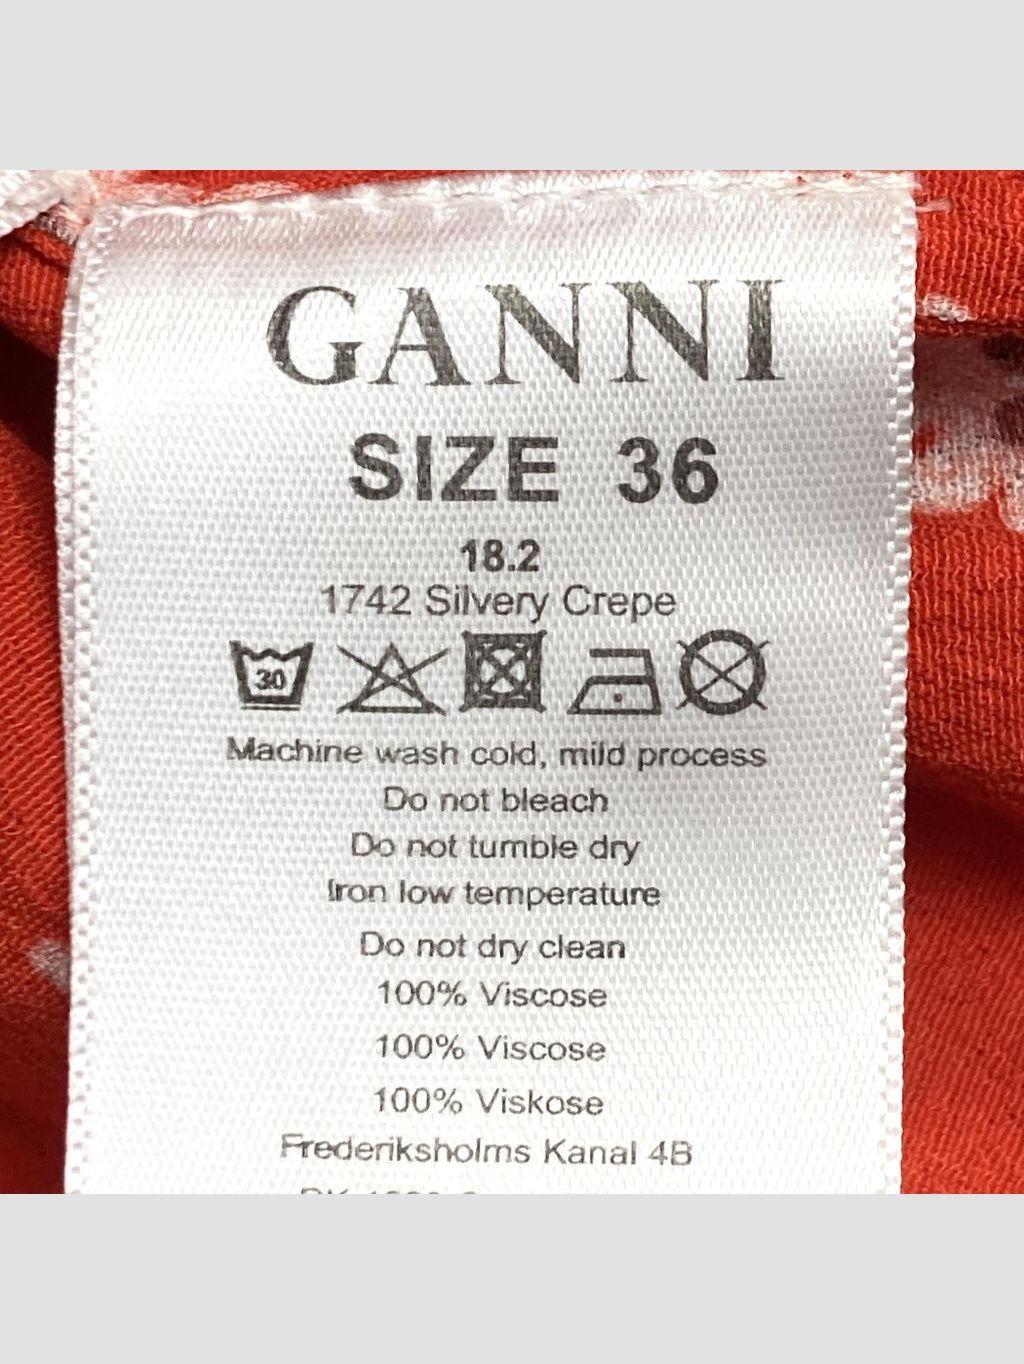 GANNI
SIZE 36
18.2
1742 Silvery Crepe
30
Machine wash cold, mild process
Do not bleach
Do not tumble dry
Iron low temperature
Do not dry clean
100% Viscose
100% Viscose
100% Viskose
Frederiksholms Kanal 4B